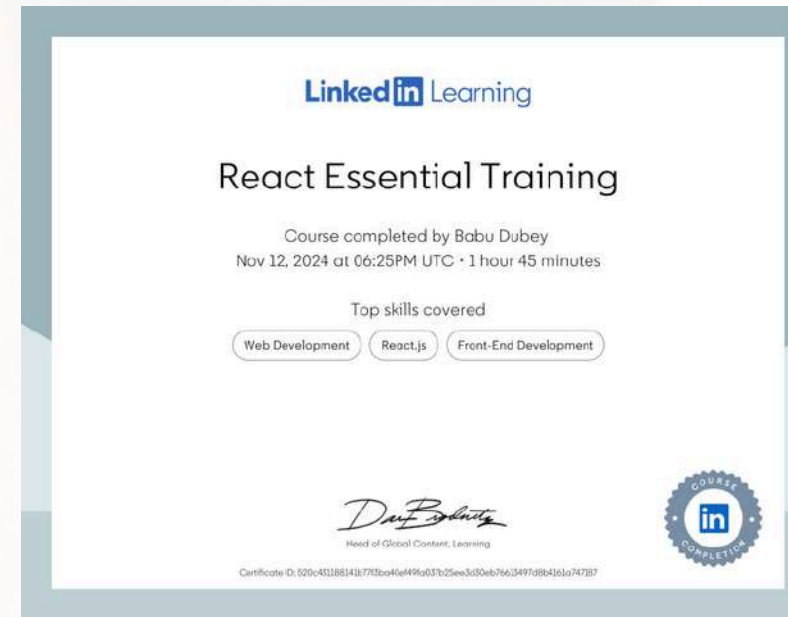 Linked in Learning
React Essential Training
Course completed by Babu Dubey
Nov 12, 2024 at 06:25PM UTC • 1 hour 45 minutes
Top skills covered
Web Development React.js Front-End Development
Head of Global Content, Learning
COURSE
in
COMPLETION
Certificate ID: